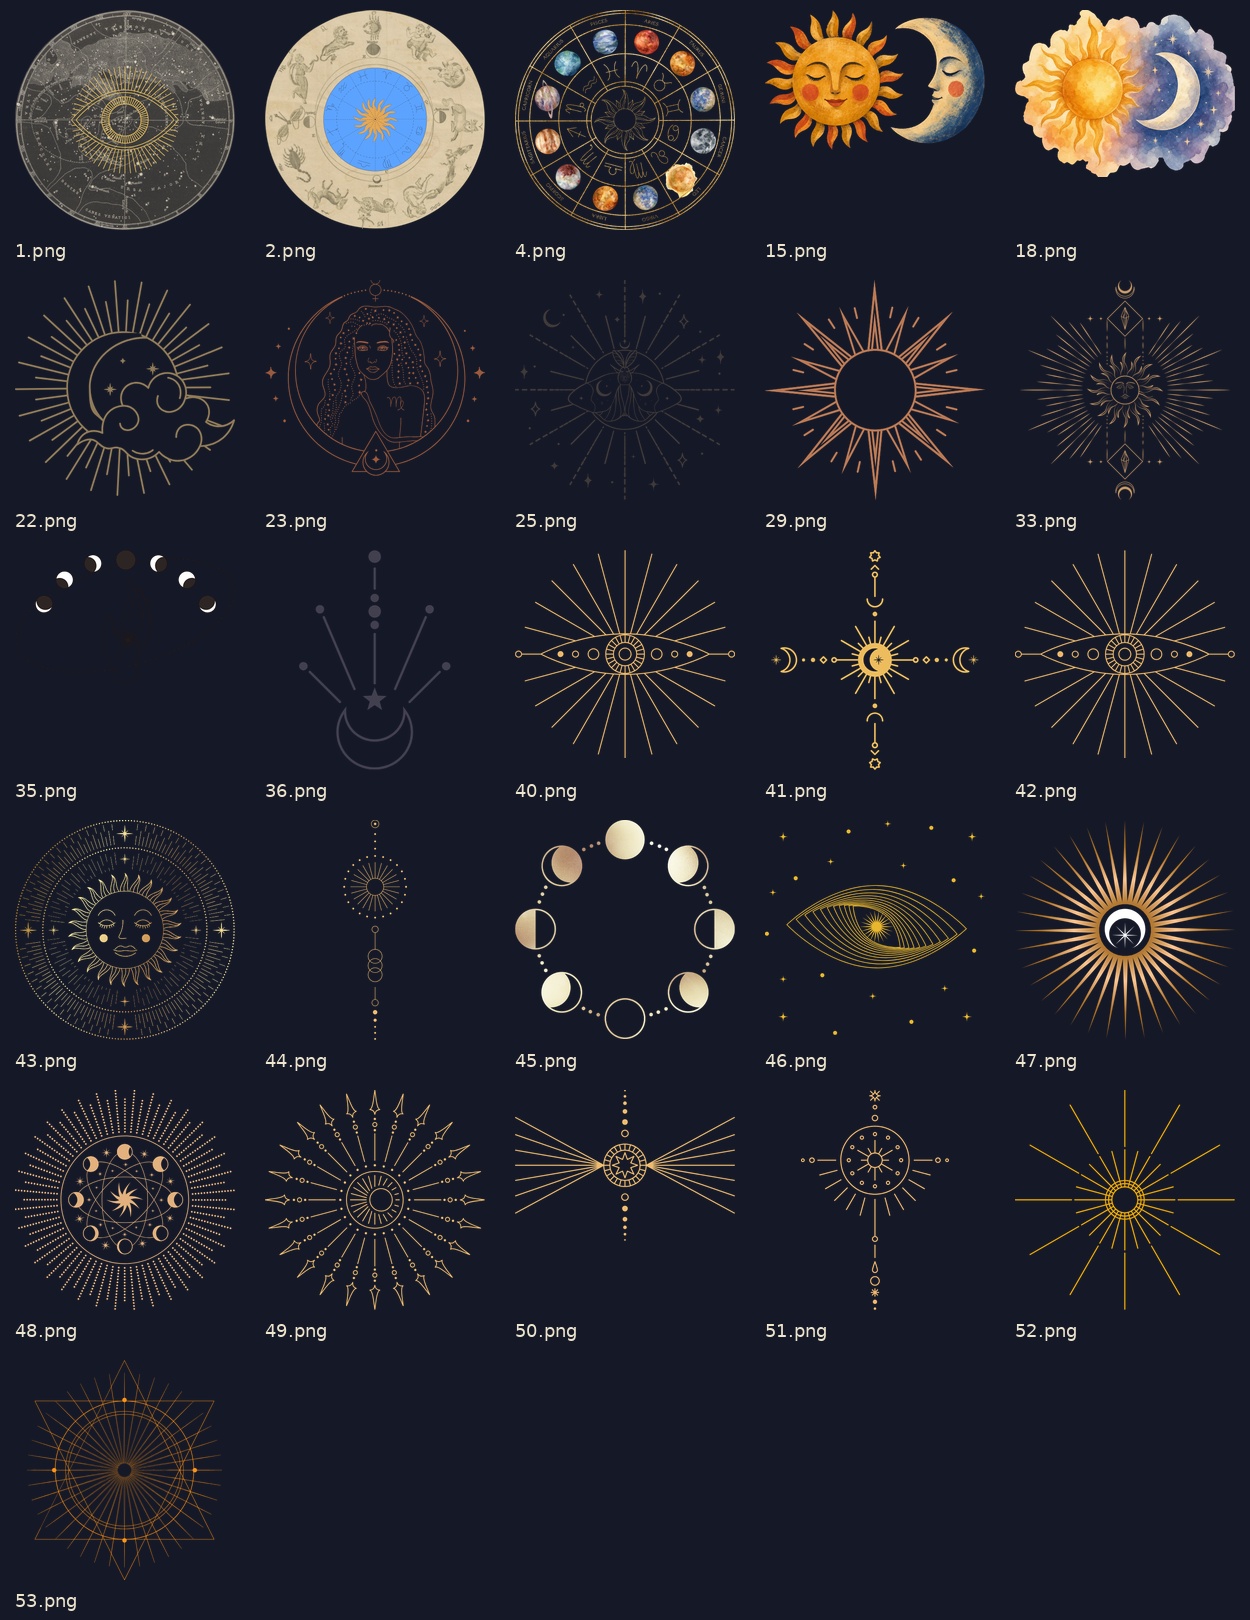 1.png 2.png 4.png 15.png 18.png
22.png 23.png 25.png 29.png 33.png
35.png 36.png 40.png 41.png 42.png
43.png 44.png 45.png 46.png 47.png
48.png 49.png 50.png 51.png 52.png
53.png